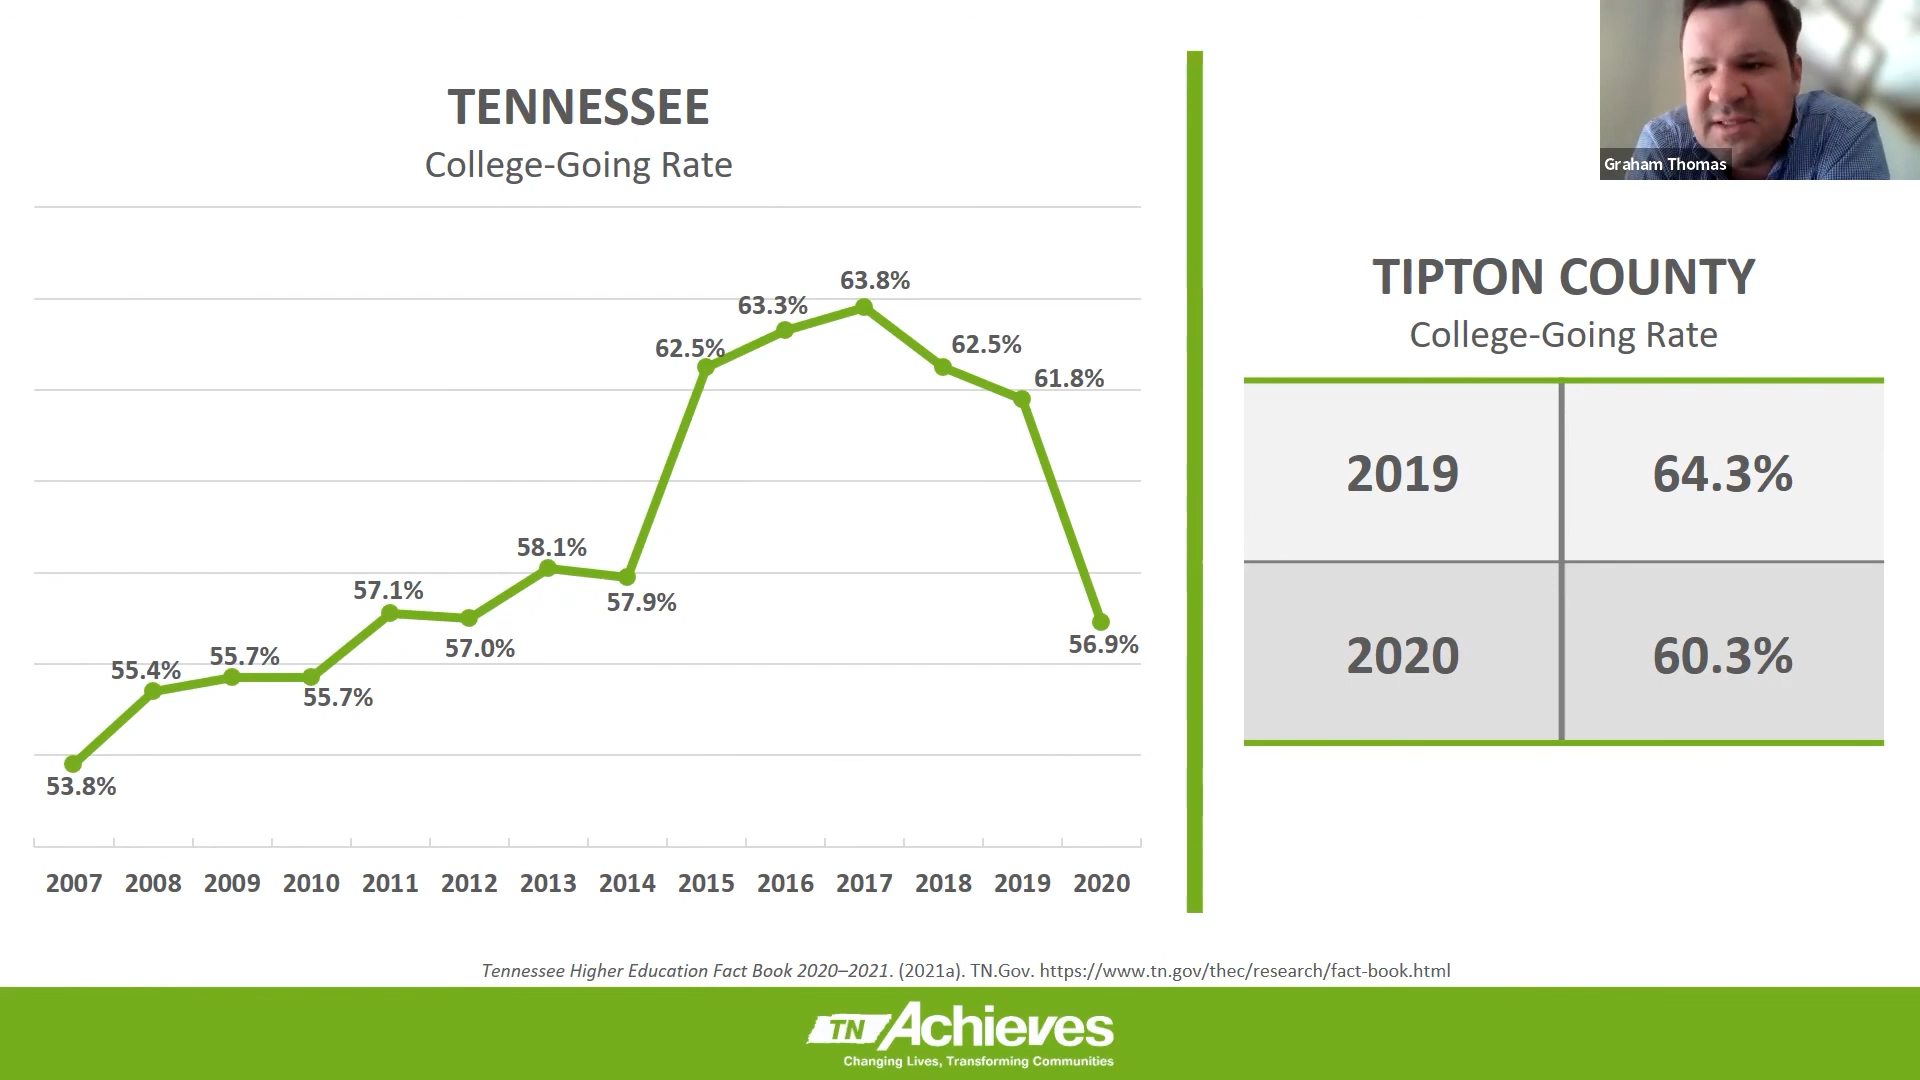 TENNESSEE
College-Going Rate
63.8%
63.3%
62.5%
62.5%
61.8%
58.1%
57.9%
57.1%
57.0%
56.9%
55.4%
55.7%
55.7%
53.8%
2007 2008 2009 2010 2011 2012 2013 2014 2015 2016 2017 2018 2019 2020
Graham Thomas
TIPTON COUNTY
College-Going Rate
2019 64.3%
2020 60.3%
Tennessee Higher Education Fact Book 2020–2021. (2021a). TN.Gov. https://www.tn.gov/thec/research/fact-book.html
TN Achieves
Changing Lives, Transforming Communities